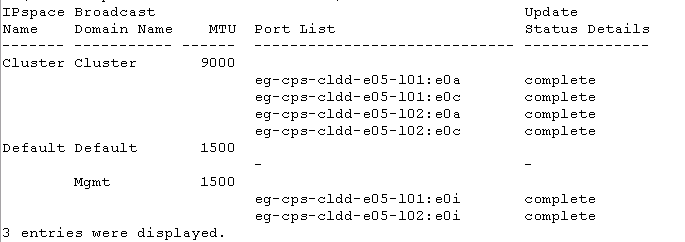 IPspace Broadcast                                         Update
Name    Domain Name    MTU  Port List                     Status Details
------- ----------- ------  ----------------------------- --------------
Cluster Cluster       9000
                            eg-cps-cldd-e05-l01:e0a       complete
                            eg-cps-cldd-e05-l01:e0c       complete
                            eg-cps-cldd-e05-l02:e0a       complete
                            eg-cps-cldd-e05-l02:e0c       complete
Default Default       1500
                            -                             -
        Mgmt          1500
                            eg-cps-cldd-e05-l01:e0i       complete
                            eg-cps-cldd-e05-l02:e0i       complete
3 entries were displayed.